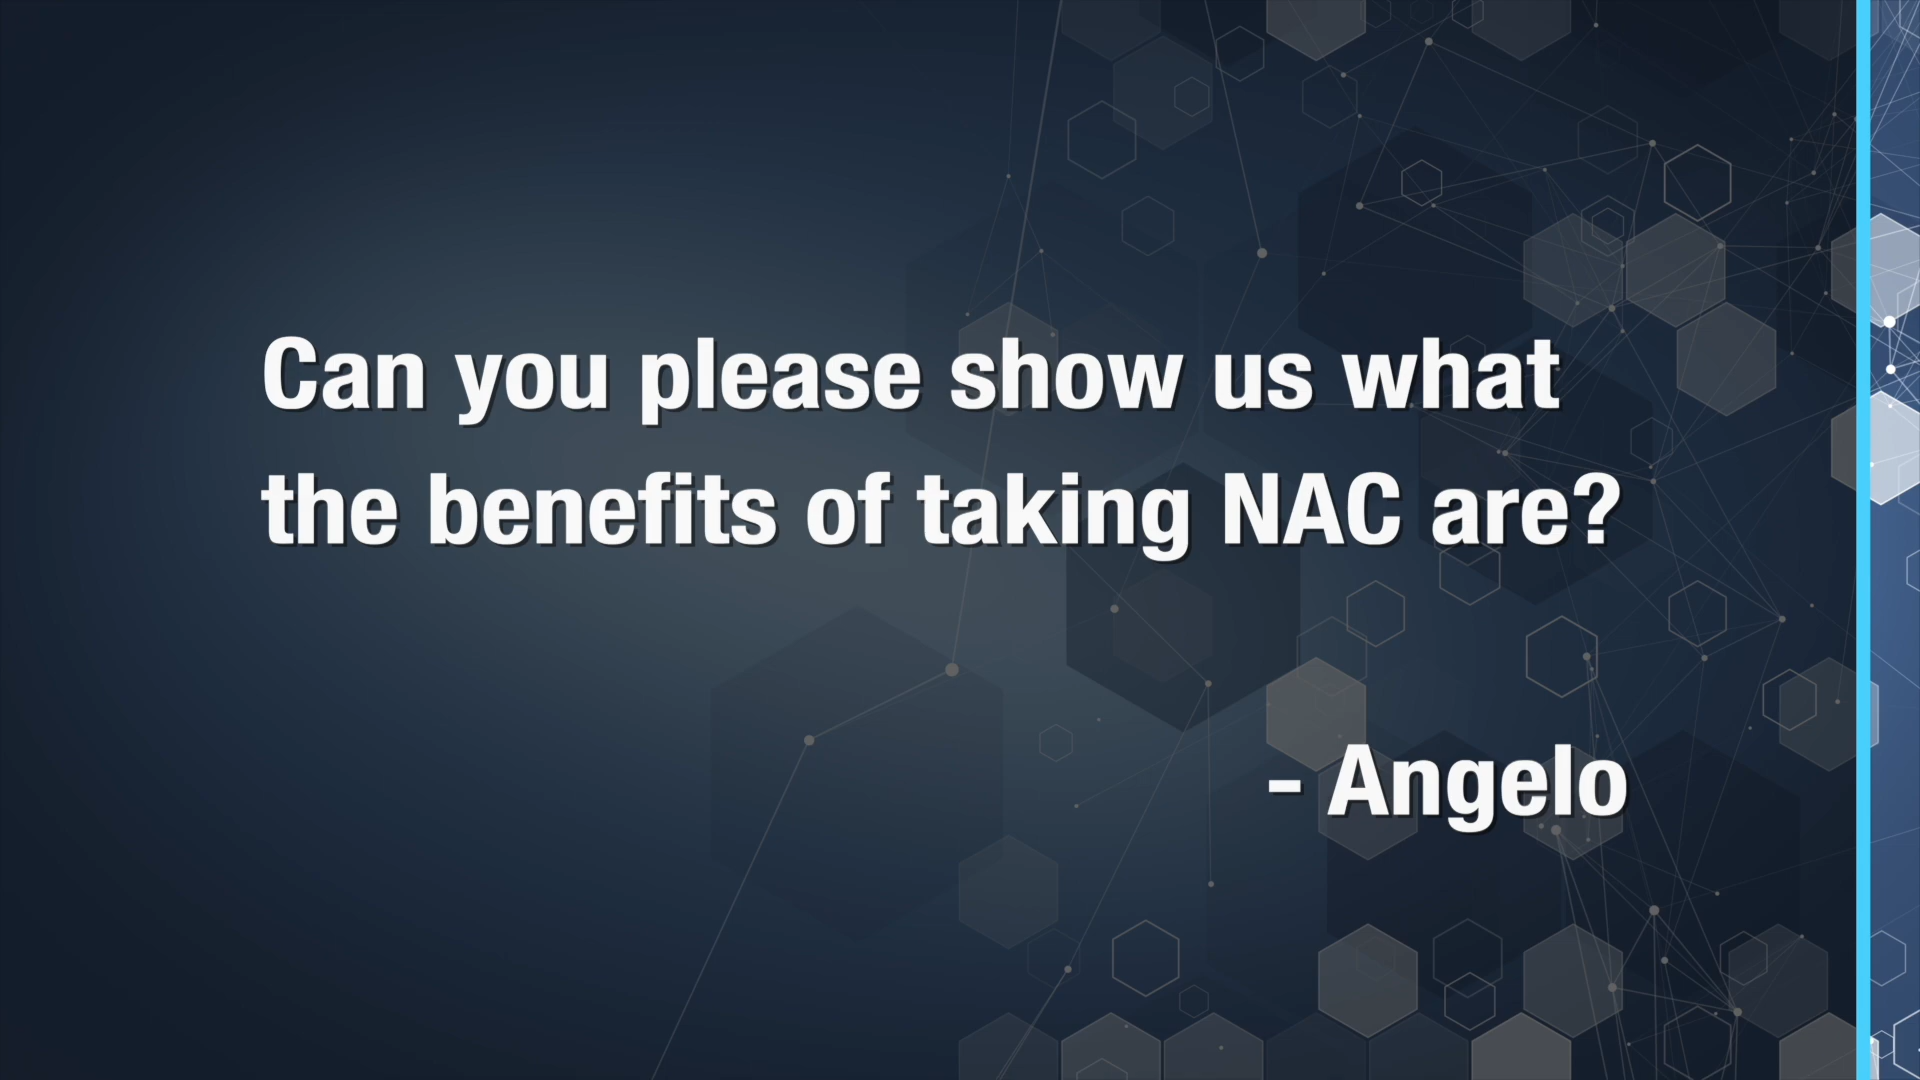 Can you please show us what
the benefits of taking NAC are?
- Angelo